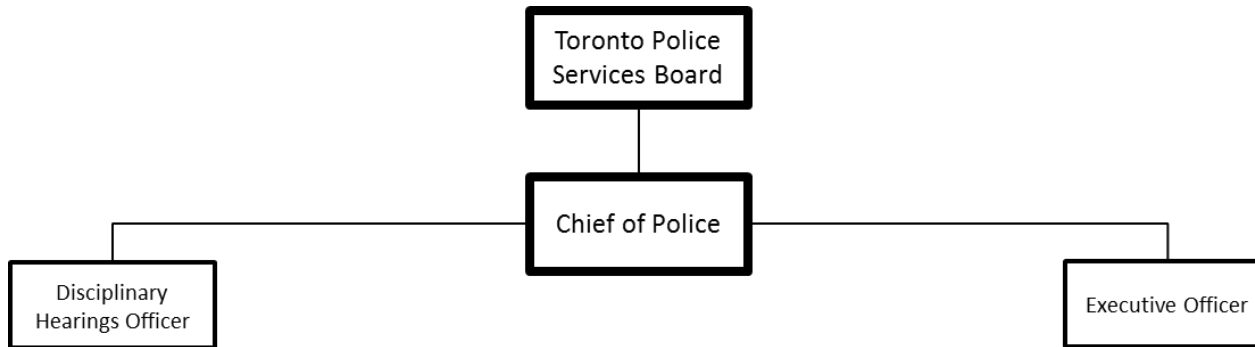 Toronto Police
Services Board
Chief of Police
Disciplinary
Hearings Officer
Executive Officer